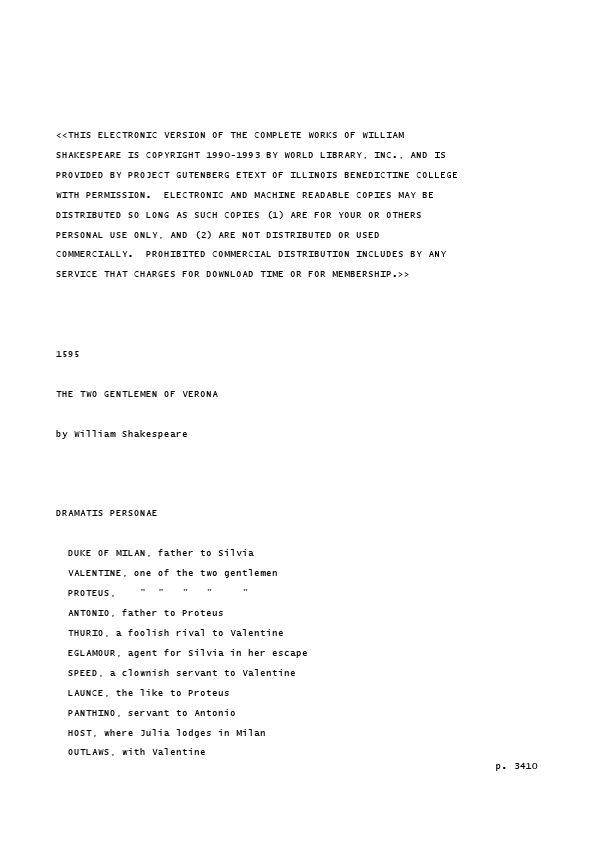 <<THIS ELECTRONIC VERSION OF THE COMPLETE WORKS OF WILLIAM
SHAKESPEARE IS COPYRIGHT 1990-1993 BY WORLD LIBRARY, INC., AND IS
PROVIDED BY PROJECT GUTENBERG ETEXT OF ILLINOIS BENEDICTINE COLLEGE
WITH PERMISSION.  ELECTRONIC AND MACHINE READABLE COPIES MAY BE
DISTRIBUTED SO LONG AS SUCH COPIES (1) ARE FOR YOUR OR OTHERS
PERSONAL USE ONLY, AND (2) ARE NOT DISTRIBUTED OR USED
COMMERCIALLY.  PROHIBITED COMMERCIAL DISTRIBUTION INCLUDES BY ANY
SERVICE THAT CHARGES FOR DOWNLOAD TIME OR FOR MEMBERSHIP.>>
1595
THE TWO GENTLEMEN OF VERONA
by William Shakespeare
DRAMATIS PERSONAE
DUKE OF MILAN, father to Silvia
VALENTINE, one of the two gentlemen
PROTEUS,    "  "   "   "     "
ANTONIO, father to Proteus
THURIO, a foolish rival to Valentine
EGLAMOUR, agent for Silvia in her escape
SPEED, a clownish servant to Valentine
LAUNCE, the like to Proteus
PANTHINO, servant to Antonio
HOST, where Julia lodges in Milan
OUTLAWS, with Valentine
p. 3410